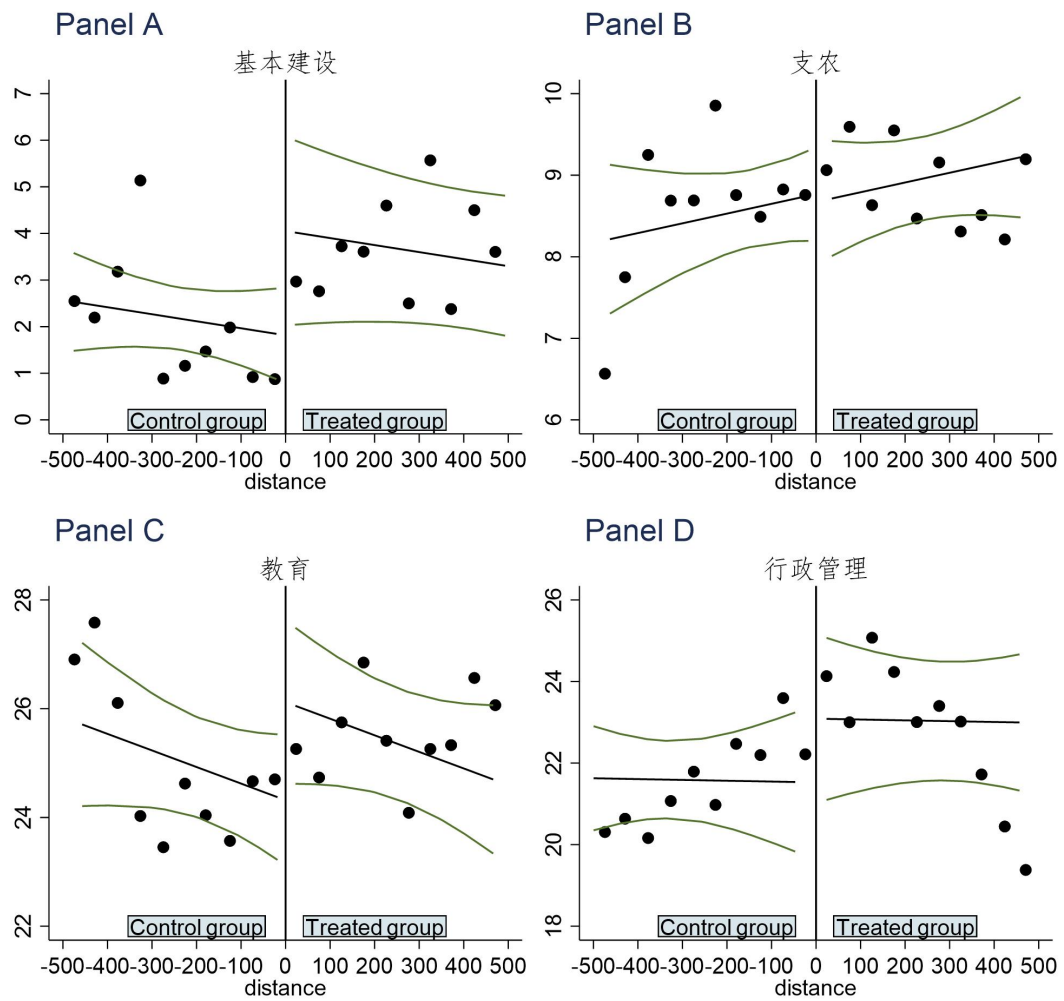 Panel A
基本建设
7
6
5
4
3
2
1
0
Control group
Treated group
-500 -400 -300 -200 -100 0 100 200 300 400 500
distance
Panel B
支农
10
9
8
7
6
Control group
Treated group
-500 -400 -300 -200 -100 0 100 200 300 400 500
distance
Panel C
教育
28
26
24
22
Control group
Treated group
-500 -400 -300 -200 -100 0 100 200 300 400 500
distance
Panel D
行政管理
26
24
22
20
18
Control group
Treated group
-500 -400 -300 -200 -100 0 100 200 300 400 500
distance